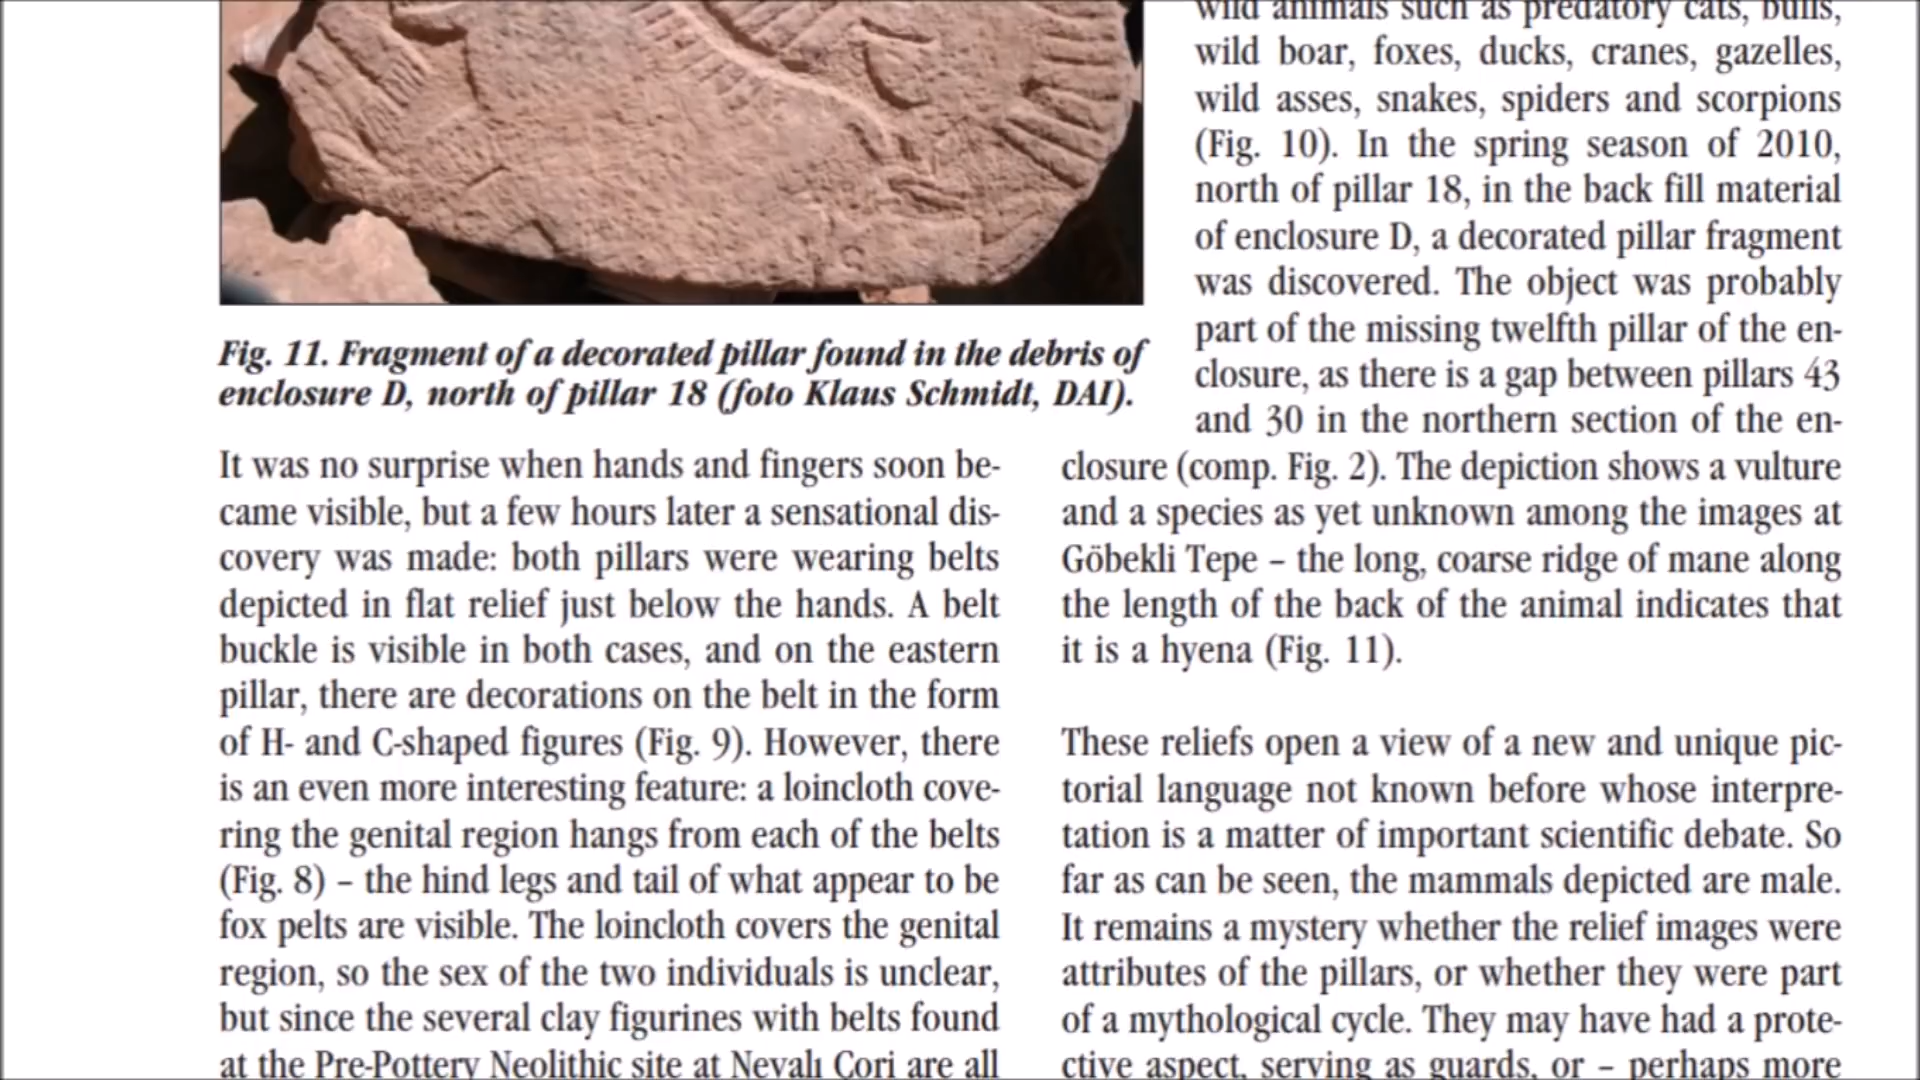 Fig. 11. Fragment of a decorated pillar found in the debris of
enclosure D, north of pillar 18 (foto Klaus Schmidt, DAI).
It was no surprise when hands and fingers soon be-
came visible, but a few hours later a sensational dis-
covery was made: both pillars were wearing belts
depicted in flat relief just below the hands. A belt
buckle is visible in both cases, and on the eastern
pillar, there are decorations on the belt in the form
of H- and C-shaped figures (Fig. 9). However, there
is an even more interesting feature: a loincloth cove-
ring the genital region hangs from each of the belts
(Fig. 8) – the hind legs and tail of what appear to be
fox pelts are visible. The loincloth covers the genital
region, so the sex of the two individuals is unclear,
but since the several clay figurines with belts found
at the Pre-Pottery Neolithic site at Nevalı Cori are all
wild animals such as predatory cats, bulls,
wild boar, foxes, ducks, cranes, gazelles,
wild asses, snakes, spiders and scorpions
(Fig. 10). In the spring season of 2010,
north of pillar 18, in the back fill material
of enclosure D, a decorated pillar fragment
was discovered. The object was probably
part of the missing twelfth pillar of the en-
closure, as there is a gap between pillars 43
and 30 in the northern section of the en-
closure (comp. Fig. 2). The depiction shows a vulture
and a species as yet unknown among the images at
Göbekli Tepe – the long, coarse ridge of mane along
the length of the back of the animal indicates that
it is a hyena (Fig. 11).
These reliefs open a view of a new and unique pic-
torial language not known before whose interpre-
tation is a matter of important scientific debate. So
far as can be seen, the mammals depicted are male.
It remains a mystery whether the relief images were
attributes of the pillars, or whether they were part
of a mythological cycle. They may have had a prote-
ctive aspect, serving as guards, or – perhaps more